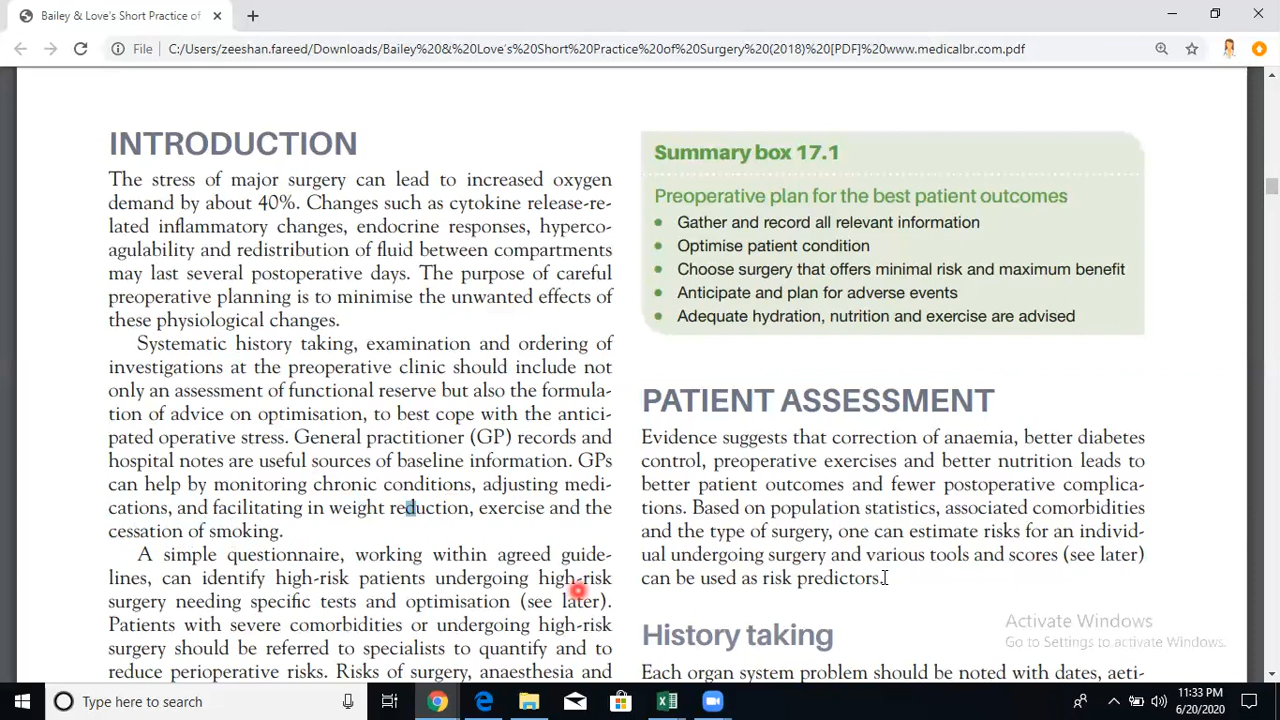 Bailey & Love's Short Practice of
File
C:/Users/zeeshan.fareed/Downloads/Bailey%20&%20Love's%20Short%20Practice%20of%20Surgery%20(2018)%20[PDF]%20www.medicalbr.com.pdf
INTRODUCTION
The stress of major surgery can lead to increased oxygen
demand by about 40%. Changes such as cytokine release-re-
lated inflammatory changes, endocrine responses, hyperco-
agulability and redistribution of fluid between compartments
may last several postoperative days. The purpose of careful
preoperative planning is to minimise the unwanted effects of
these physiological changes.
Systematic history taking, examination and ordering of
investigations at the preoperative clinic should include not
only an assessment of functional reserve but also the formula-
tion of advice on optimisation, to best cope with the antici-
pated operative stress. General practitioner (GP) records and
hospital notes are useful sources of baseline information. GPs
can help by monitoring chronic conditions, adjusting medi-
cations, and facilitating in weight reduction, exercise and the
cessation of smoking.
A simple questionnaire, working within agreed guide-
lines, can identify high-risk patients undergoing high-risk
surgery needing specific tests and optimisation (see later).
Patients with severe comorbidities or undergoing high-risk
surgery should be referred to specialists to quantify and to
reduce perioperative risks. Risks of surgery, anaesthesia and
Summary box 17.1
Preoperative plan for the best patient outcomes
• Gather and record all relevant information
• Optimise patient condition
• Choose surgery that offers minimal risk and maximum benefit
• Anticipate and plan for adverse events
• Adequate hydration, nutrition and exercise are advised
PATIENT ASSESSMENT
Evidence suggests that correction of anaemia, better diabetes
control, preoperative exercises and better nutrition leads to
better patient outcomes and fewer postoperative complica-
tions. Based on population statistics, associated comorbidities
and the type of surgery, one can estimate risks for an individ-
ual undergoing surgery and various tools and scores (see later)
can be used as risk predictors.
History taking
Each organ system problem should be noted with dates, aeti-
Activate Windows
Go to Settings to activate Windows.
Type here to search
11:33 PM
6/20/2020